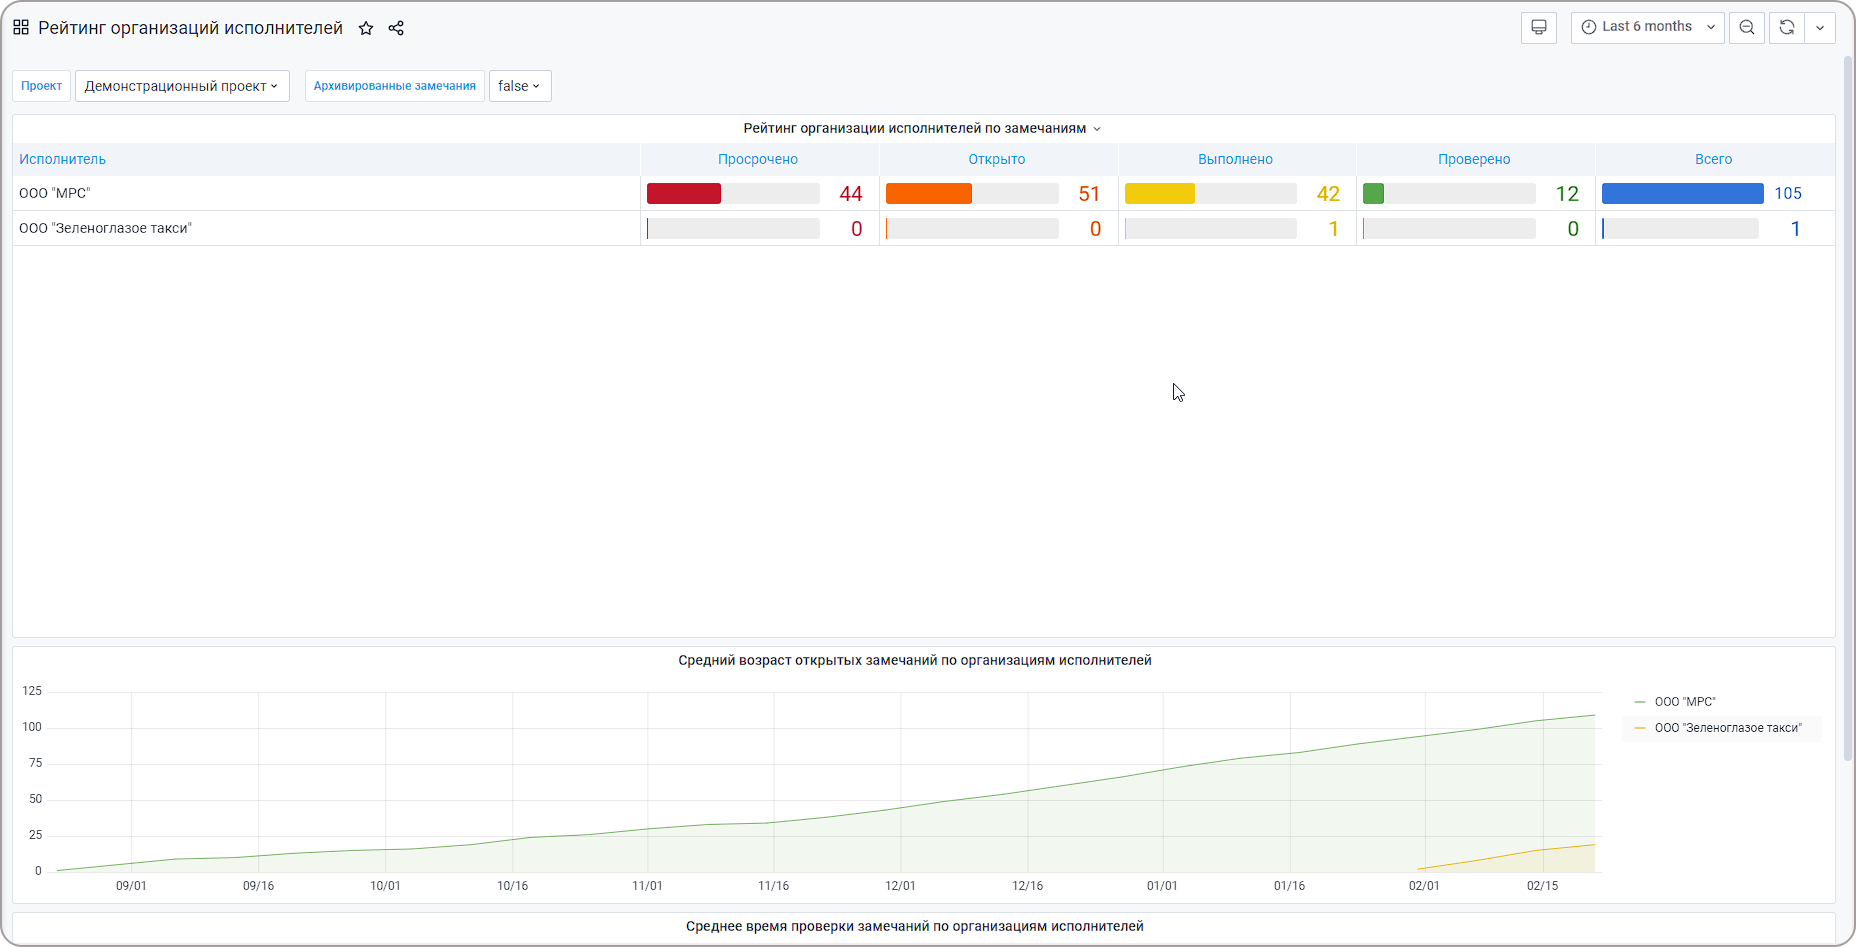 Рейтинг организаций исполнителей
Last 6 months
Проект Демонстрационный проект Архивированные замечания false
Рейтинг организации исполнителей по замечаниям
Исполнитель Просрочено Открыто Выполнено Проверено Всего
ООО "МРС" 44 51 42 12 105
ООО "Зеленоглазое такси" 0 0 1 0 1
Средний возраст открытых замечаний по организациям исполнителей
125
100
75
50
25
0
09/01 09/16 10/01 10/16 11/01 11/16 12/01 12/16 01/01 01/16 02/01 02/15
ООО "МРС"
ООО "Зеленоглазое такси"
Среднее время проверки замечаний по организациям исполнителей